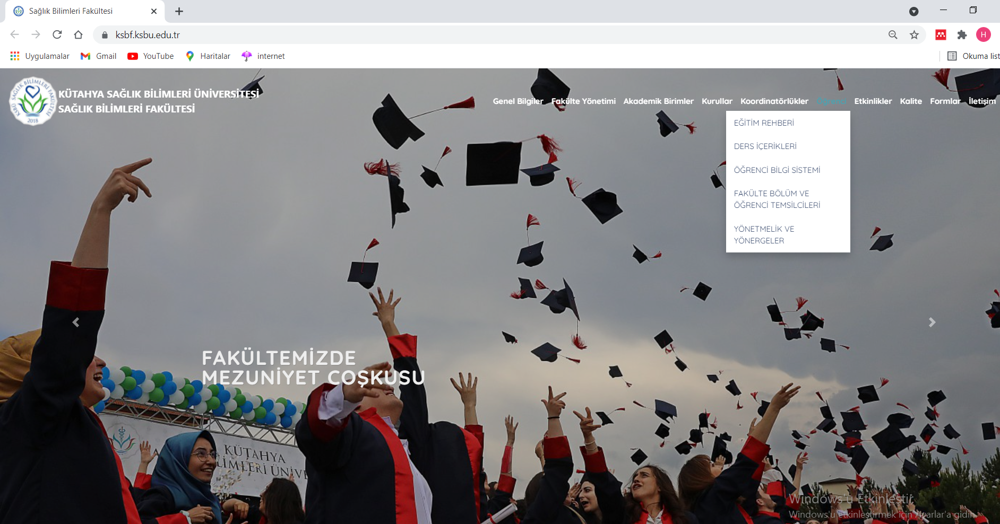 Sağlık Bilimleri Fakültesi
ksbf.ksbu.edu.tr
H
Uygulamalar Gmail YouTube Haritalar internet Okuma list
SAĞLIK BİLİMLERİ FAKÜLTESİ
KSBÜ
2018
KÜTAHYA SAĞLIK BİLİMLERİ ÜNİVERSİTESİ
SAĞLIK BİLİMLERİ FAKÜLTESİ
Genel Bilgiler Fakülte Yönetimi Akademik Birimler Kurullar Koordinatörlükler Öğrenci Etkinlikler Kalite Formlar İletişim
EĞİTİM REHBERİ
DERS İÇERİKLERİ
ÖĞRENCİ BİLGİ SİSTEMİ
FAKÜLTE BÖLÜM VE
ÖĞRENCİ TEMSİLCİLERİ
YÖNETMELİK VE
YÖNERGELER
FAKÜLTEMİZDE
MEZUNİYET COŞKUSU
KÜTAHYA
BİLİMLERİ ÜNİVE
Windows'u Etkinleştir
Windows'u etkinleştirmek için Ayarlar'a gidin.